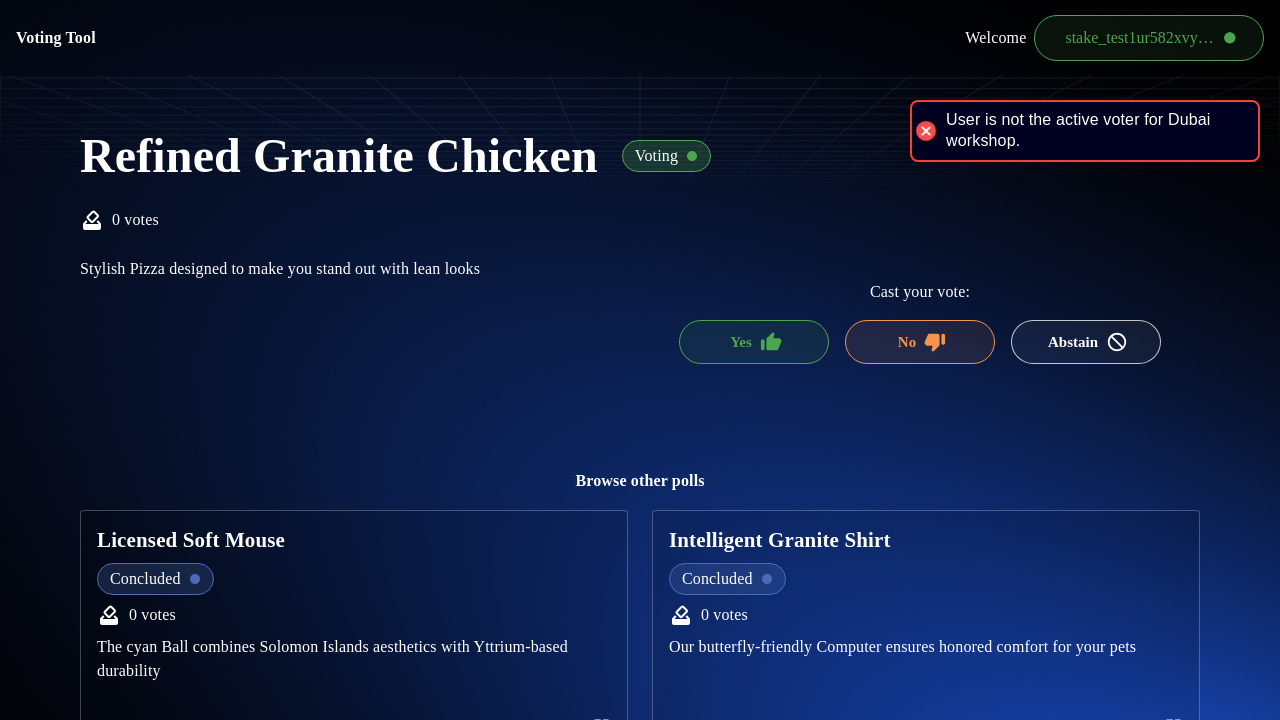 Voting Tool
Welcome
stake_test1ur582xvy…
User is not the active voter for Dubai
workshop.
Refined Granite Chicken
Voting
0 votes
Stylish Pizza designed to make you stand out with lean looks
Cast your vote:
Yes
No
Abstain
Browse other polls
Licensed Soft Mouse
Concluded
0 votes
The cyan Ball combines Solomon Islands aesthetics with Yttrium-based
durability
Intelligent Granite Shirt
Concluded
0 votes
Our butterfly-friendly Computer ensures honored comfort for your pets